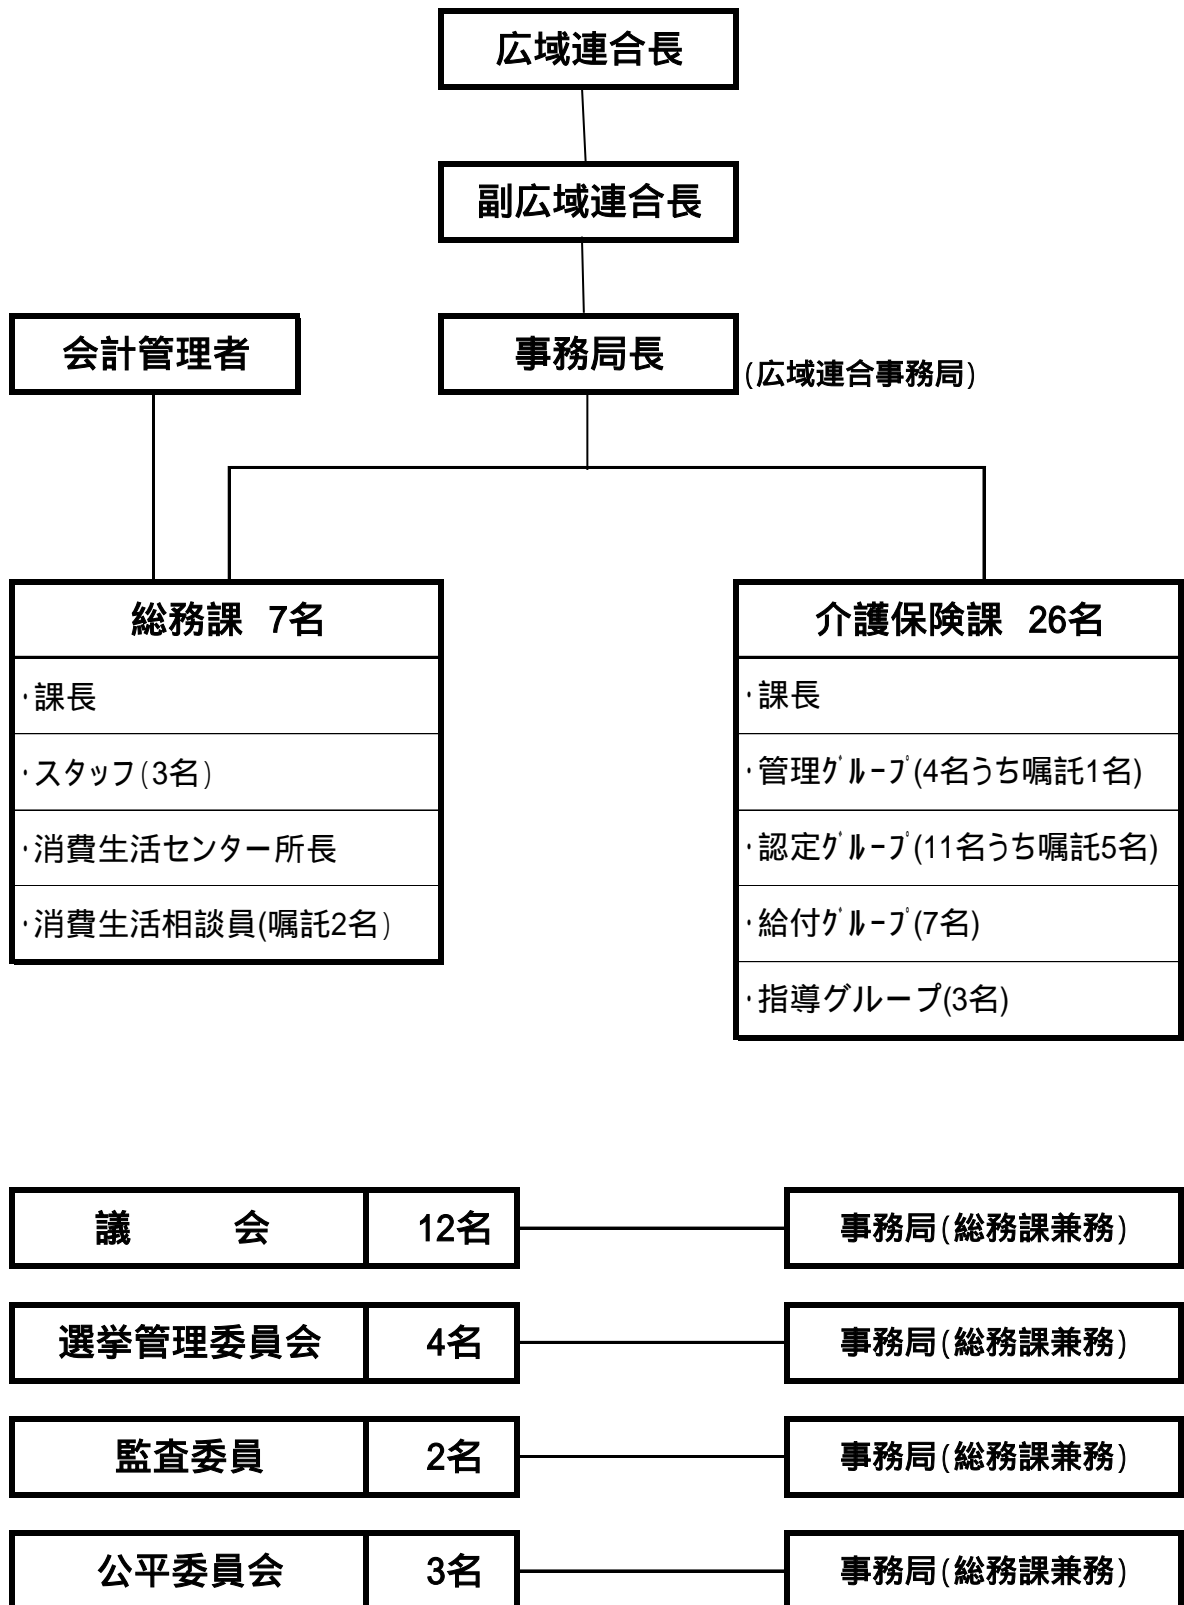 広域連合長
副広域連合長
会計管理者
事務局長
(広域連合事務局)
総務課 7名
・課長
・スタッフ(3名)
・消費生活センター所長
・消費生活相談員(嘱託2名)
介護保険課 26名
・課長
・管理ｸﾞﾙｰﾌﾟ(4名うち嘱託1名)
・認定ｸﾞﾙｰﾌﾟ(11名うち嘱託5名)
・給付ｸﾞﾙｰﾌﾟ(7名)
・指導グループ(3名)
議　　会 12名 事務局(総務課兼務)
選挙管理委員会 4名 事務局(総務課兼務)
監査委員 2名 事務局(総務課兼務)
公平委員会 3名 事務局(総務課兼務)